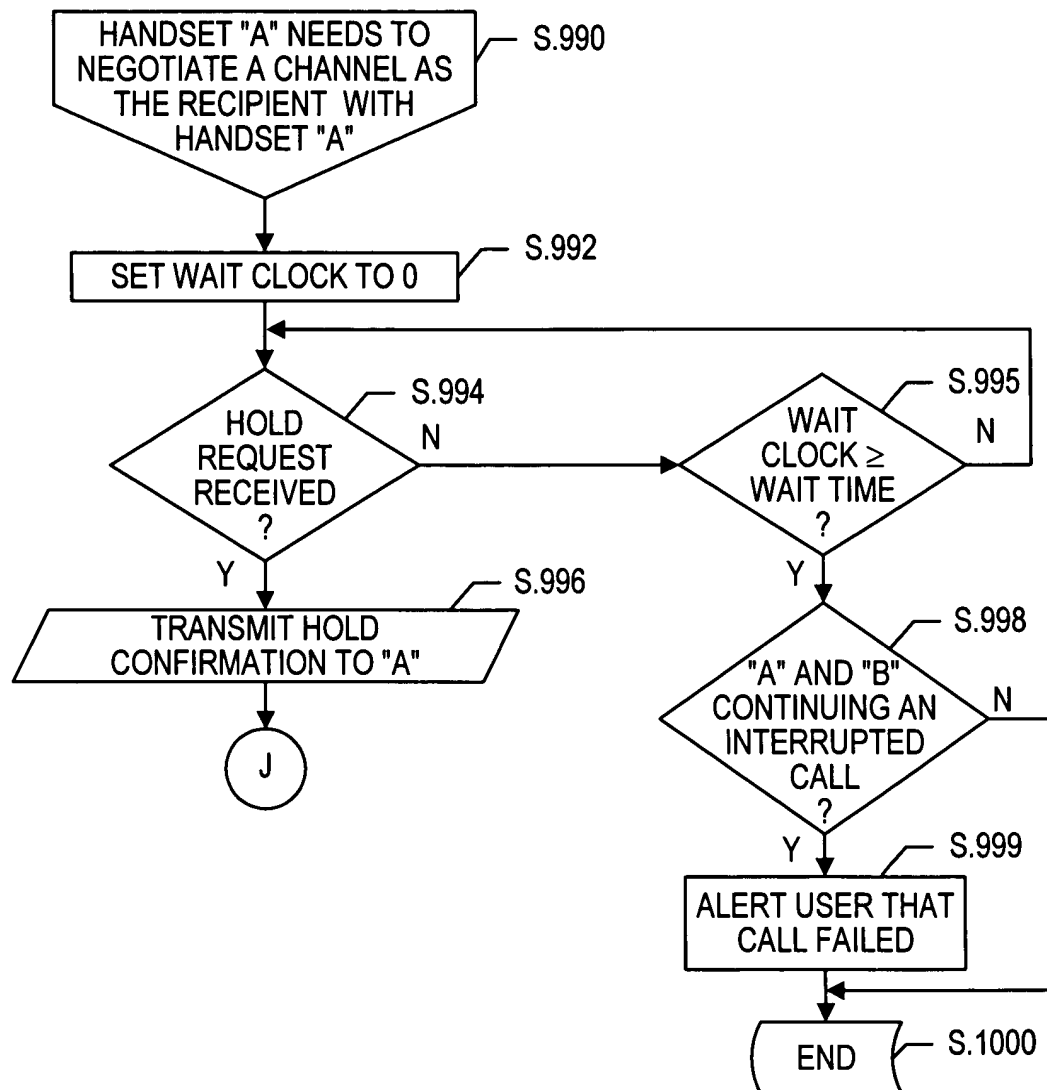 HANDSET "A" NEEDS TO
NEGOTIATE A CHANNEL AS
THE RECIPIENT WITH
HANDSET "A"
S.990
SET WAIT CLOCK TO 0
S.992
HOLD
REQUEST
RECEIVED
?
S.994
N
Y
WAIT
CLOCK ≥
WAIT TIME
?
S.995
N
Y
TRANSMIT HOLD
CONFIRMATION TO "A"
S.996
J
"A" AND "B"
CONTINUING AN
INTERRUPTED
CALL
?
S.998
N
Y
ALERT USER THAT
CALL FAILED
S.999
END
S.1000